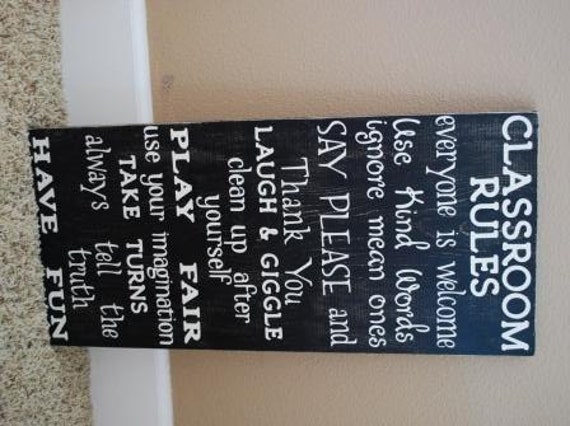 CLASSROOM
RULES
everyone is welcome
Use Kind Words
ignore mean ones
SAY PLEASE and
Thank You
LAUGH & GIGGLE
clean up after
yourself
PLAY FAIR
use your imagination
TAKE TURNS
always tell the
truth
HAVE FUN